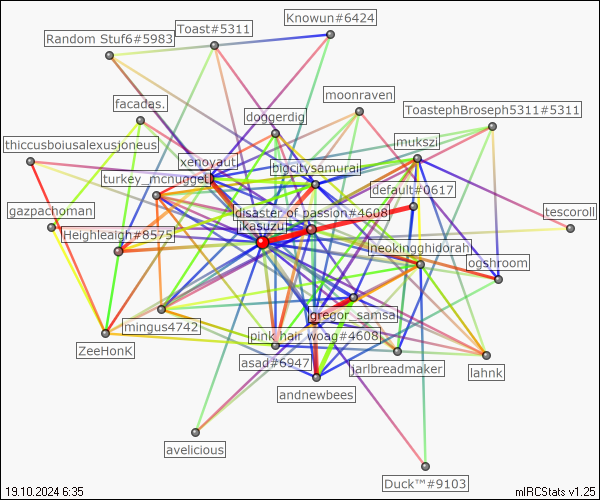 Knowun#6424
Toast#5311
Random Stuf6#5983
moonraven
facadas.
ToastephBroseph5311#5311
doggerdig
mukszi
thiccusboiusalexusjoneus
xenoyaut
bigcitysamurai
turkey_mcnugget
default#0617
gazpachoman
disaster of passion#4608
tescoroll
jkasuzu
Heighleaigh#8575
neokingghidorah
ogshroom
gregor_samsa
mingus4742
pink hair woag#4608
ZeeHonK
asad#6947
jarlbreadmaker
lahnk
andnewbees
avelicious
Duck™#9103
19.10.2024 6:35
mIRCStats v1.25